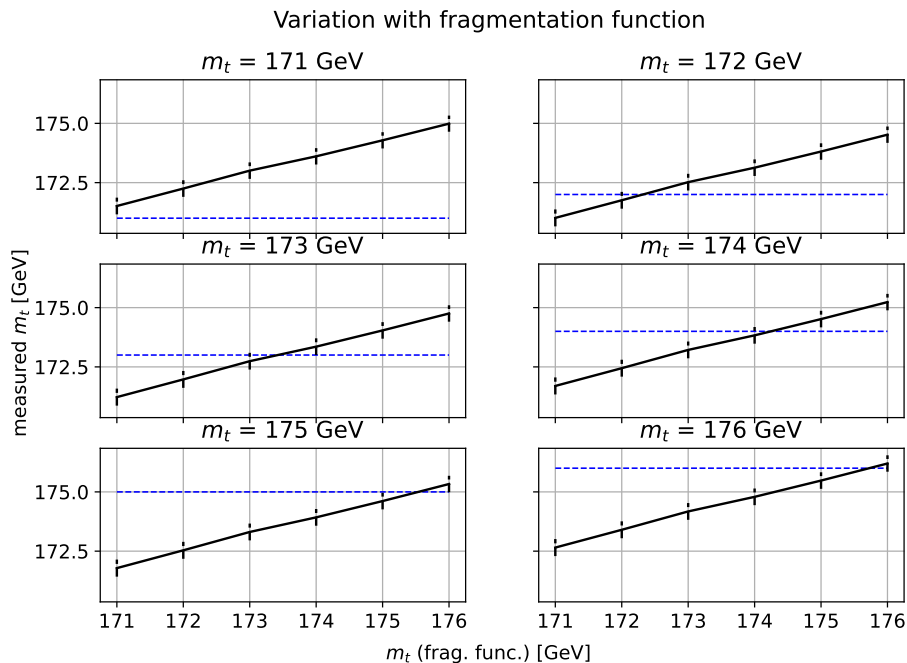 Variation with fragmentation function
m_t = 171 GeV
m_t = 172 GeV
175.0
172.5
m_t = 173 GeV
m_t = 174 GeV
175.0
172.5
measured m_t [GeV]
m_t = 175 GeV
m_t = 176 GeV
175.0
172.5
171 172 173 174 175 176
171 172 173 174 175 176
m_t (frag. func.) [GeV]